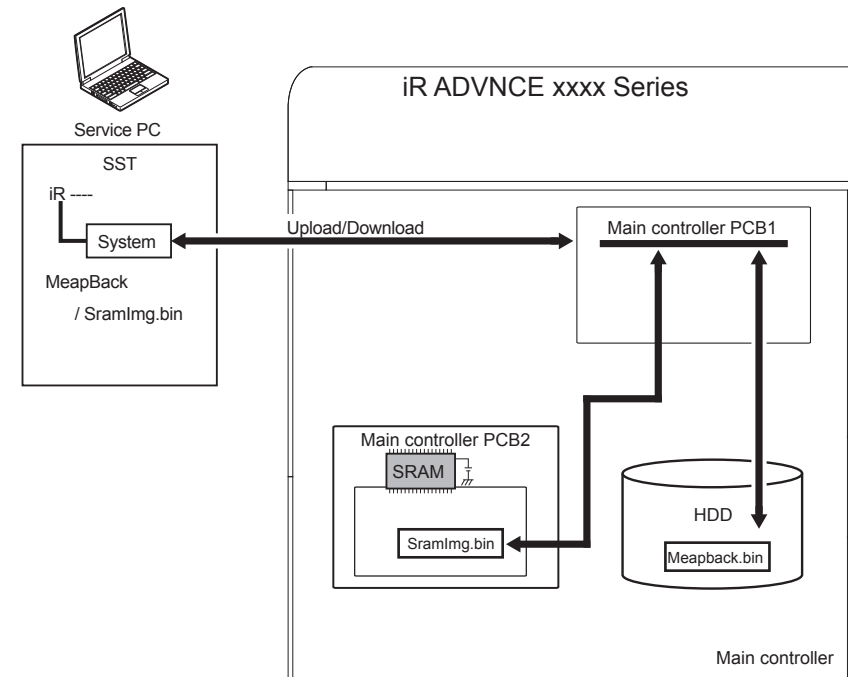 iR ADVNCE xxxx Series
Service PC
SST
iR ----
System
MeapBack
/ SramImg.bin
Upload/Download
Main controller PCB1
Main controller PCB2
SRAM
SramImg.bin
HDD
Meapback.bin
Main controller